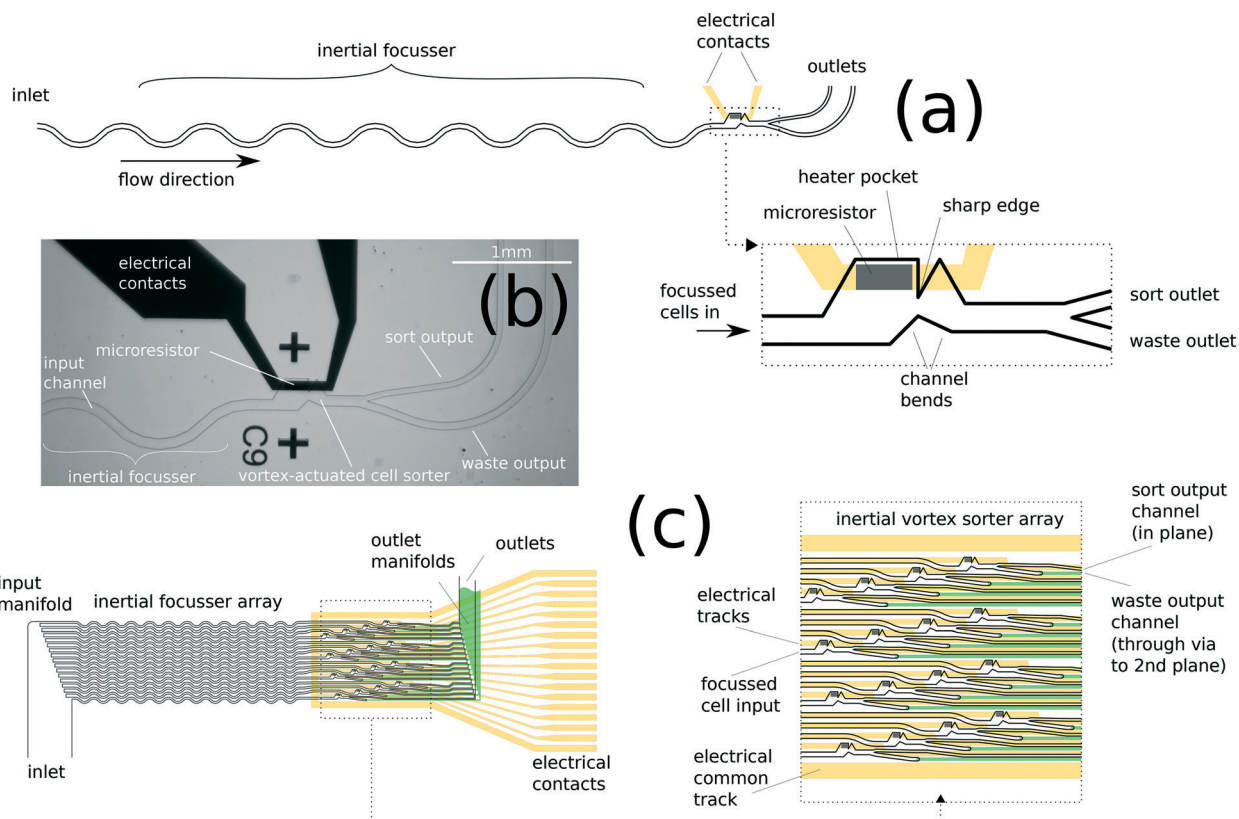 electrical
contacts
inertial focusser
outlets
inlet
(a)
flow direction
heater pocket
microresistor
sharp edge
focussed
cells in
sort outlet
waste outlet
channel
bends
electrical
contacts
1mm
(b)
microresistor
sort output
input
channel
C9
inertial focusser
vortex-actuated cell sorter
waste output
(c)
outlet
manifolds
outlets
input
manifold
inertial focusser array
inlet
electrical
contacts
inertial vortex sorter array
sort output
channel
(in plane)
electrical
tracks
waste output
channel
(through via
to 2nd plane)
focussed
cell input
electrical
common
track